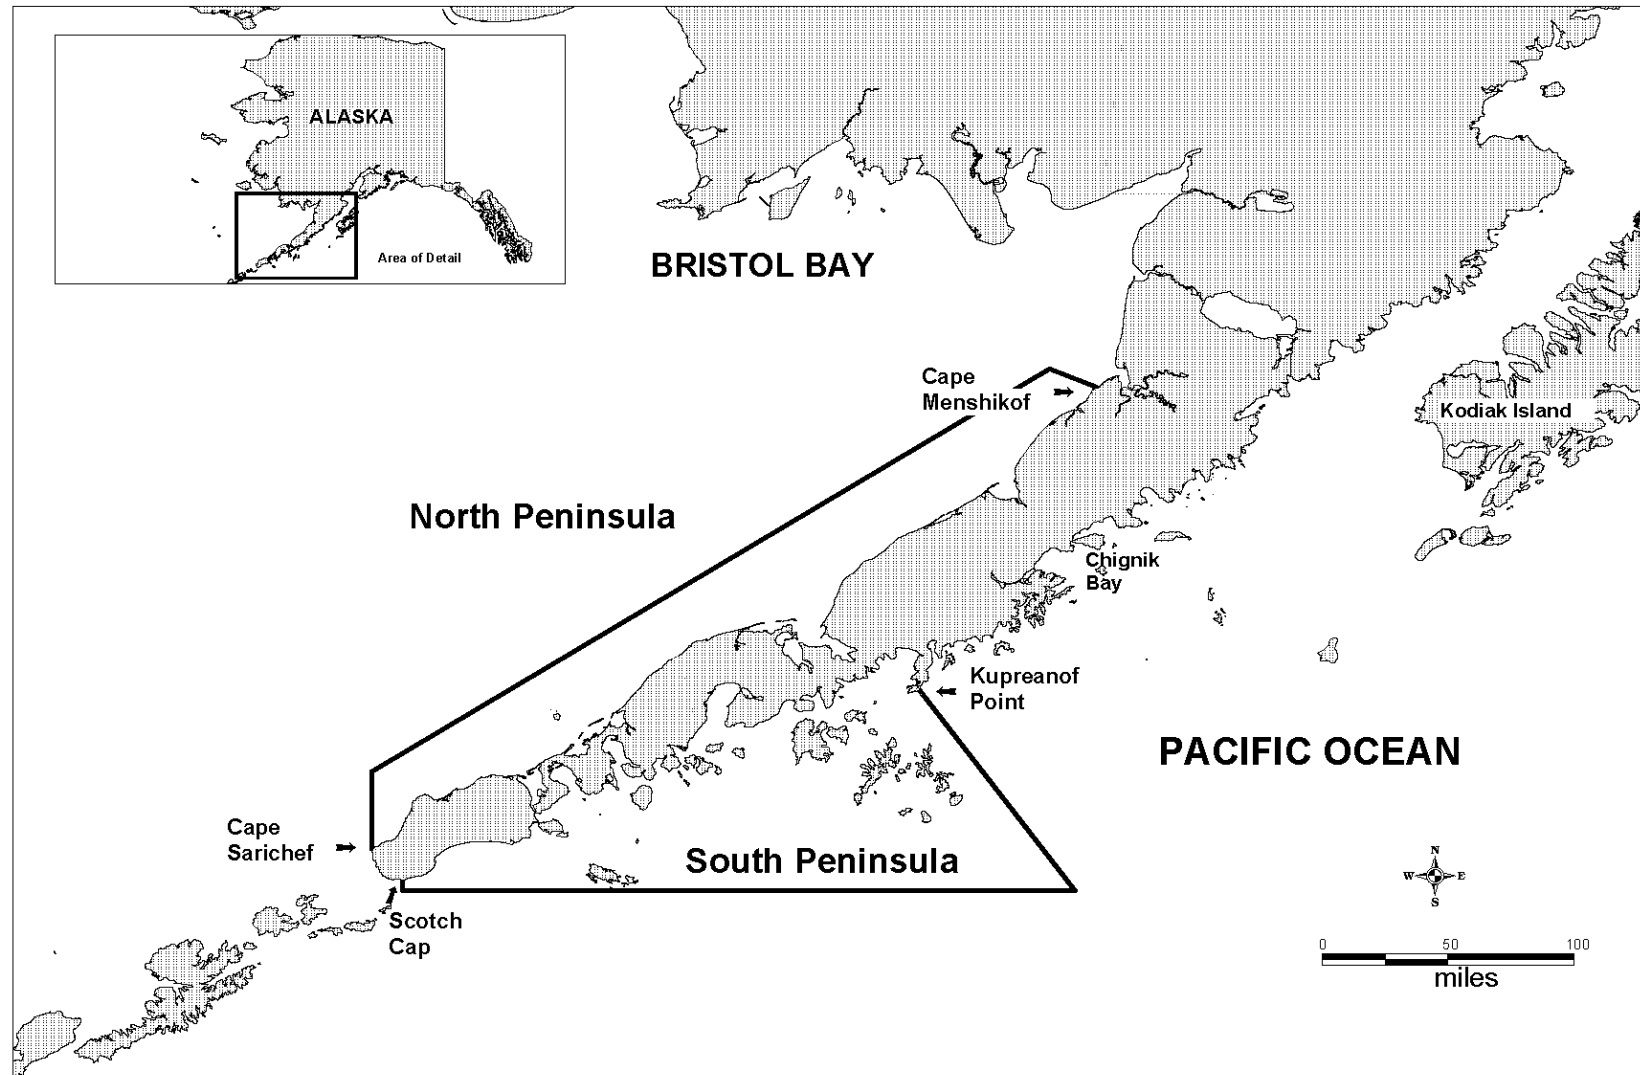 ALASKA
Area of Detail
BRISTOL BAY
Cape
Menshikof
Kodiak Island
North Peninsula
Chignik
Bay
Kupreanof
Point
PACIFIC OCEAN
Cape
Sarichef
South Peninsula
N
W E
S
Scotch
Cap
0 50 100
miles